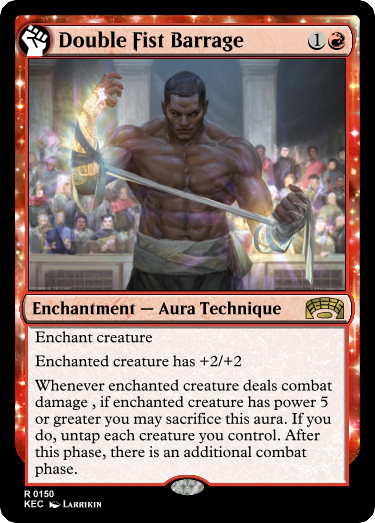 Double Fist Barrage 1
Enchantment — Aura Technique
Enchant creature
Enchanted creature has +2/+2
Whenever enchanted creature deals combat
damage , if enchanted creature has power 5
or greater you may sacrifice this aura. If you
do, untap each creature you control. After
this phase, there is an additional combat
phase.
R 0150
KEC Larrikin